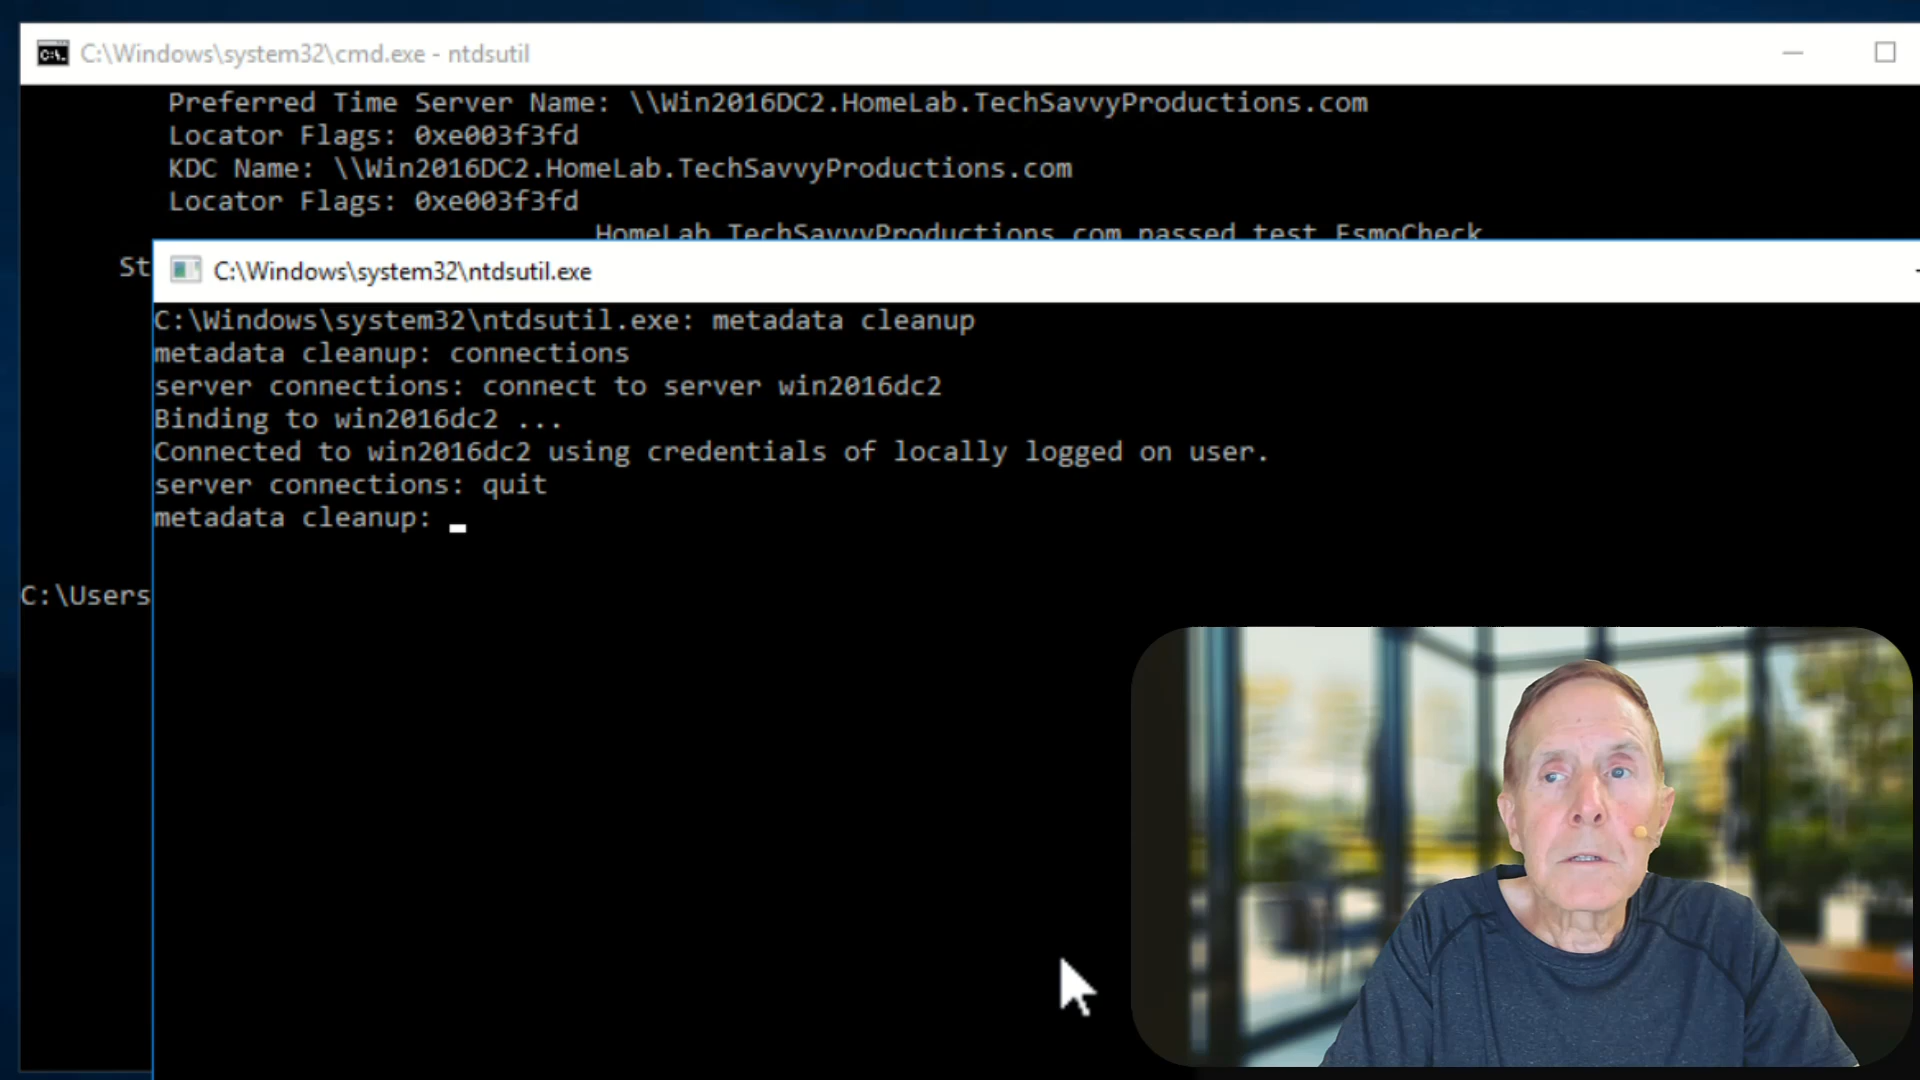 C:\Windows\system32\cmd.exe - ntdsutil
Preferred Time Server Name: \\Win2016DC2.HomeLab.TechSavvyProductions.com
Locator Flags: 0xe003f3fd
KDC Name: \\Win2016DC2.HomeLab.TechSavvyProductions.com
Locator Flags: 0xe003f3fd
HomeLab.TechSavvyProductions.com passed test FsmoCheck
St
C:\Windows\system32\ntdsutil.exe
C:\Windows\system32\ntdsutil.exe: metadata cleanup
metadata cleanup: connections
server connections: connect to server win2016dc2
Binding to win2016dc2 ...
Connected to win2016dc2 using credentials of locally logged on user.
server connections: quit
metadata cleanup:
C:\Users